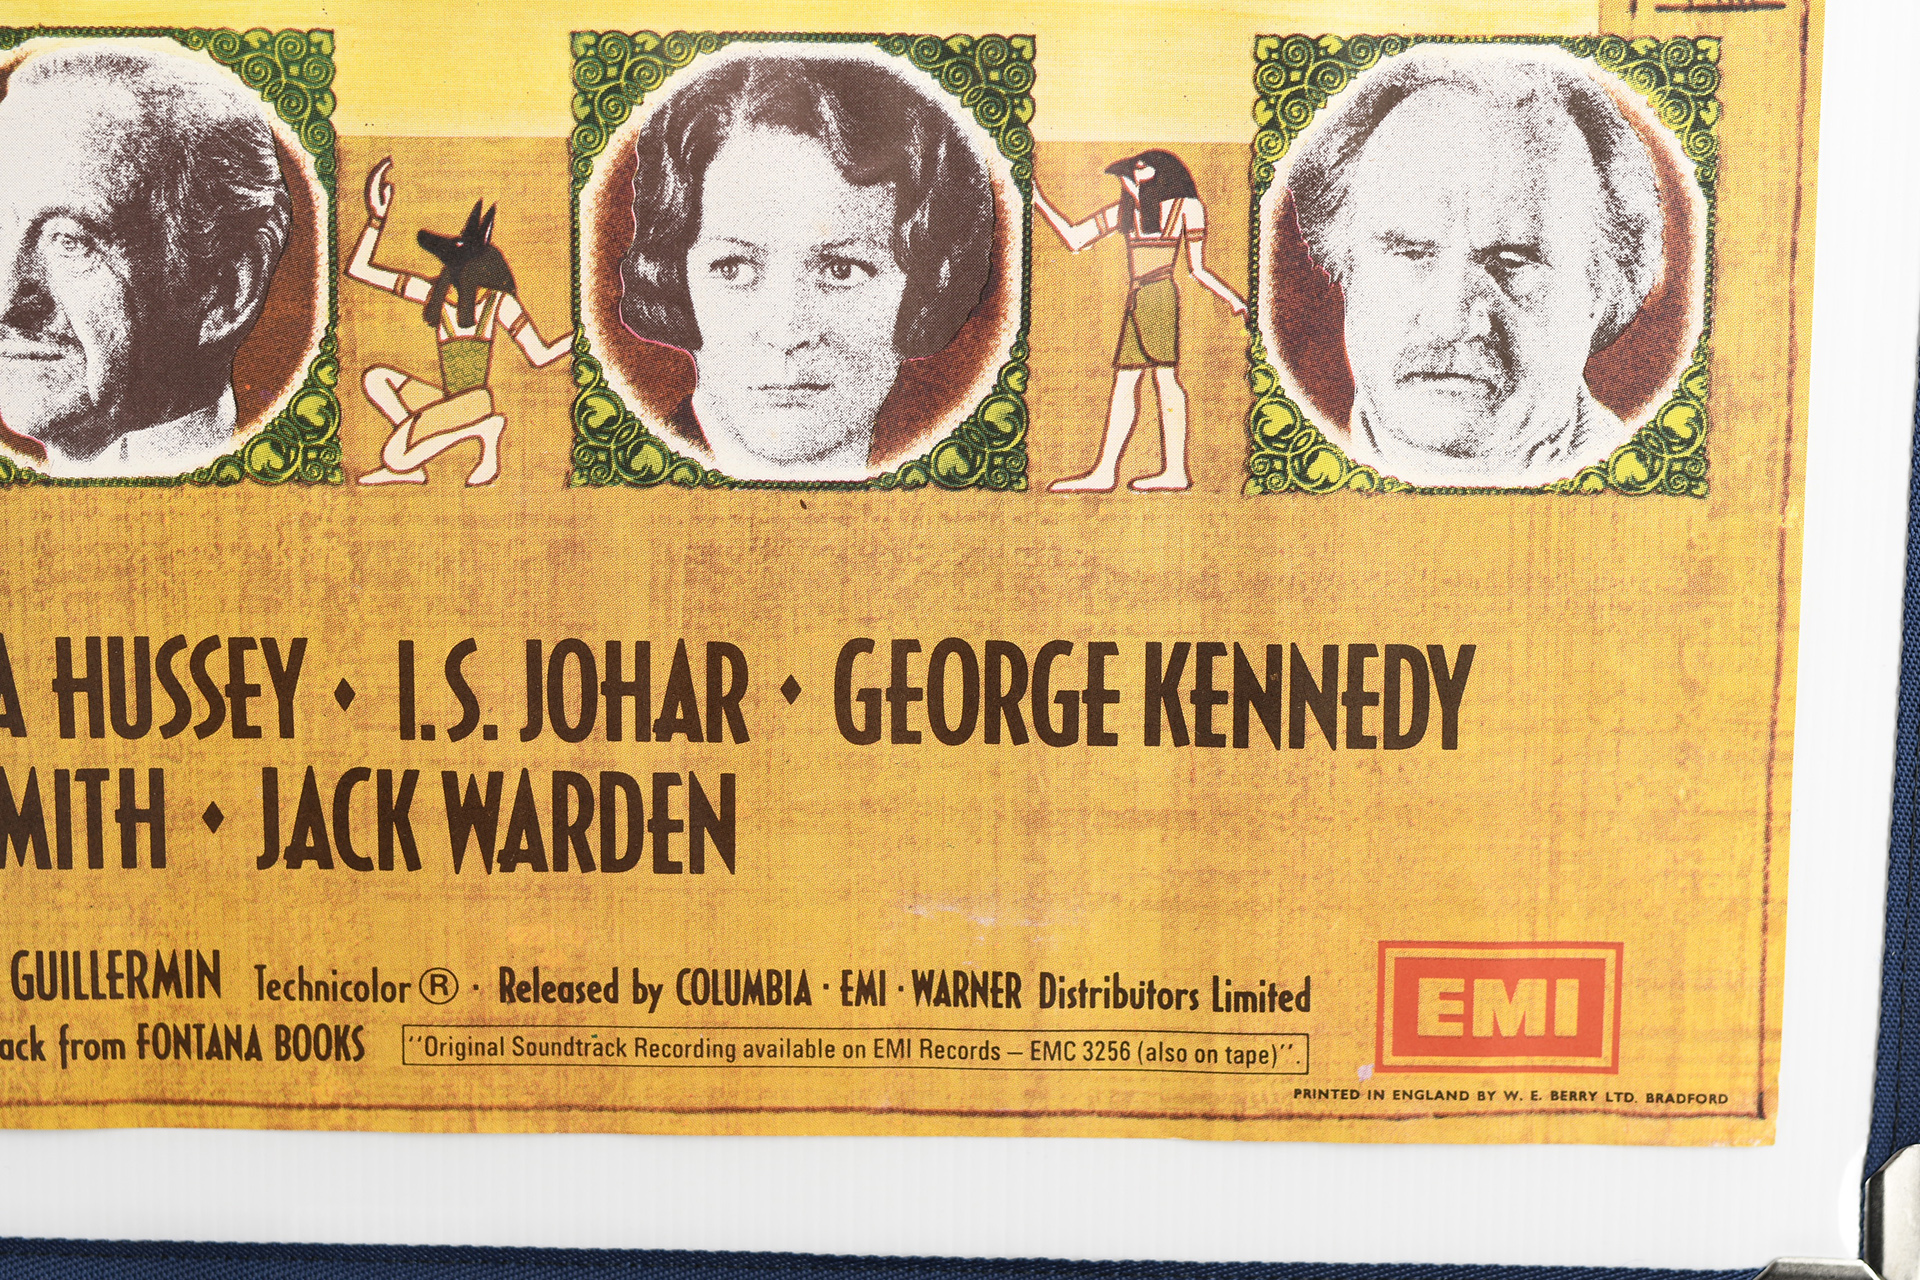 A HUSSEY ♦ I.S. JOHAR ♦ GEORGE KENNEDY
MITH ♦ JACK WARDEN
GUILLERMIN Technicolor ® · Released by COLUMBIA · EMI · WARNER Distributors Limited
ack from FONTANA BOOKS "Original Soundtrack Recording available on EMI Records – EMC 3256 (also on tape)".
EMI
PRINTED IN ENGLAND BY W. E. BERRY LTD. BRADFORD